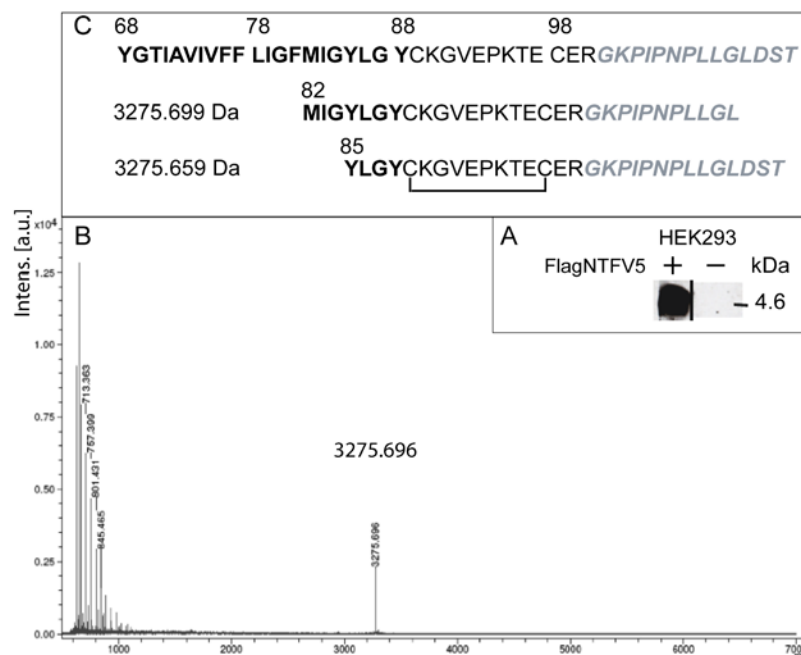 C
68 78 88 98
YGTIAVIVFF LIGFMIGYLG YCKGVEPKTE CERGKPIPNPLLGLDST
82
3275.699 Da MIGYLGYCKGVEPKTECERGKPIPNPLLGL
85
3275.659 Da YLGYCKGVEPKTECERGKPIPNPLLGLDST
B
A
HEK293
FlagNTFV5 + − kDa
4.6
Intens. [a.u.]
x10⁴
1.25
1.00
0.75
0.50
0.25
0.00
713.363
757.399
801.431
845.465
3275.696
3275.696
1000 2000 3000 4000 5000 6000 7000